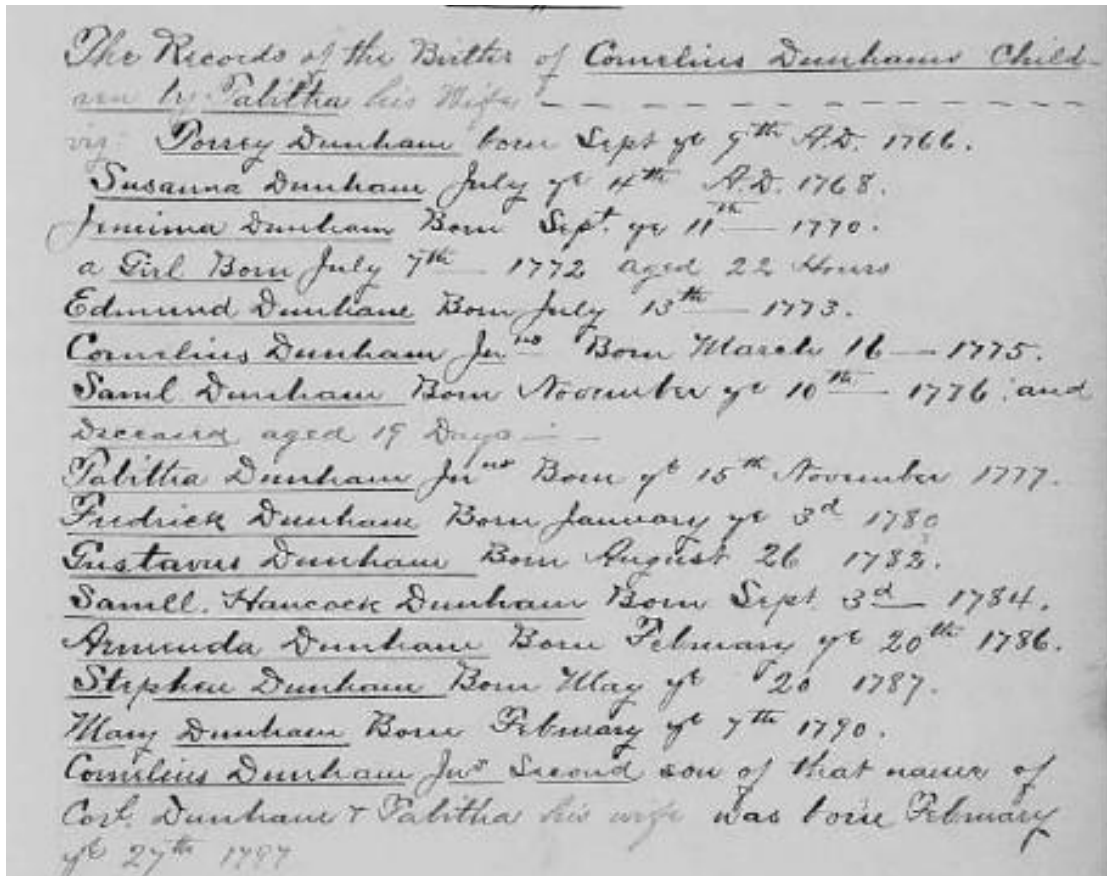 The Records of the Births of Cornelius Dunhams Child-
ren by Tabitha his Wife - - - - - - - - - - - - -
viz: Porrey Dunham born Sept ye 9th A.D. 1766.
Susanna Dunham July ye 4th A.D. 1768.
Jemima Dunham Born Sept. ye 11th — 1770.
a Girl Born July 7th — 1772 aged 22 Hours
Edmund Dunham Born July 13th — 1773.
Cornelius Dunham Jnr Born March 16 — 1775.
Saml Dunham Born November ye 10th — 1776 and
Deceasd aged 19 Days — —
Tabitha Dunham Jnr Born ye 15th November 1777.
Fredrick Dunham Born January ye 3d 1780
Gustavus Dunham Born August 26 1782.
Samll. Hancock Dunham Born Sept 3d — 1784.
Armenda Dunham Born February ye 20th 1786.
Stephen Dunham Born May ye 20 1787.
Mary Dunham Born February ye 7th 1790.
Cornelius Dunham Jnr Second son of that name of
Corl. Dunham & Tabitha his wife was born February
ye 27th 1787